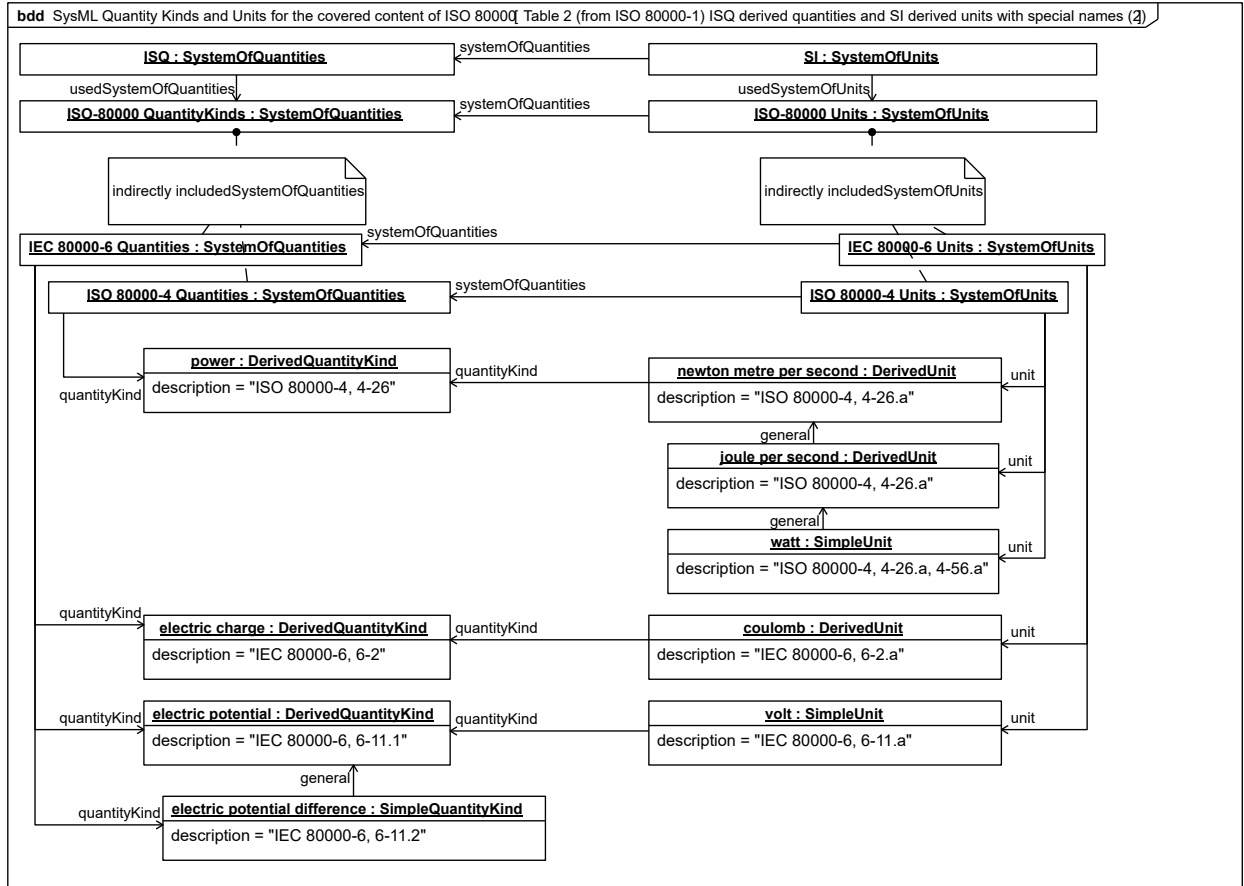 bdd SysML Quantity Kinds and Units for the covered content of ISO 80000[ Table 2 (from ISO 80000-1) ISQ derived quantities and SI derived units with special names (2)]
ISQ : SystemOfQuantities
systemOfQuantities
SI : SystemOfUnits
usedSystemOfQuantities
usedSystemOfUnits
ISO-80000 QuantityKinds : SystemOfQuantities
systemOfQuantities
ISO-80000 Units : SystemOfUnits
indirectly includedSystemOfQuantities
indirectly includedSystemOfUnits
IEC 80000-6 Quantities : SystemOfQuantities
systemOfQuantities
IEC 80000-6 Units : SystemOfUnits
ISO 80000-4 Quantities : SystemOfQuantities
systemOfQuantities
ISO 80000-4 Units : SystemOfUnits
power : DerivedQuantityKind
description = "ISO 80000-4, 4-26"
quantityKind
quantityKind
newton metre per second : DerivedUnit
description = "ISO 80000-4, 4-26.a"
unit
general
joule per second : DerivedUnit
description = "ISO 80000-4, 4-26.a"
unit
general
watt : SimpleUnit
description = "ISO 80000-4, 4-26.a, 4-56.a"
unit
quantityKind
electric charge : DerivedQuantityKind
description = "IEC 80000-6, 6-2"
quantityKind
coulomb : DerivedUnit
description = "IEC 80000-6, 6-2.a"
unit
quantityKind
electric potential : DerivedQuantityKind
description = "IEC 80000-6, 6-11.1"
quantityKind
volt : SimpleUnit
description = "IEC 80000-6, 6-11.a"
unit
general
quantityKind
electric potential difference : SimpleQuantityKind
description = "IEC 80000-6, 6-11.2"